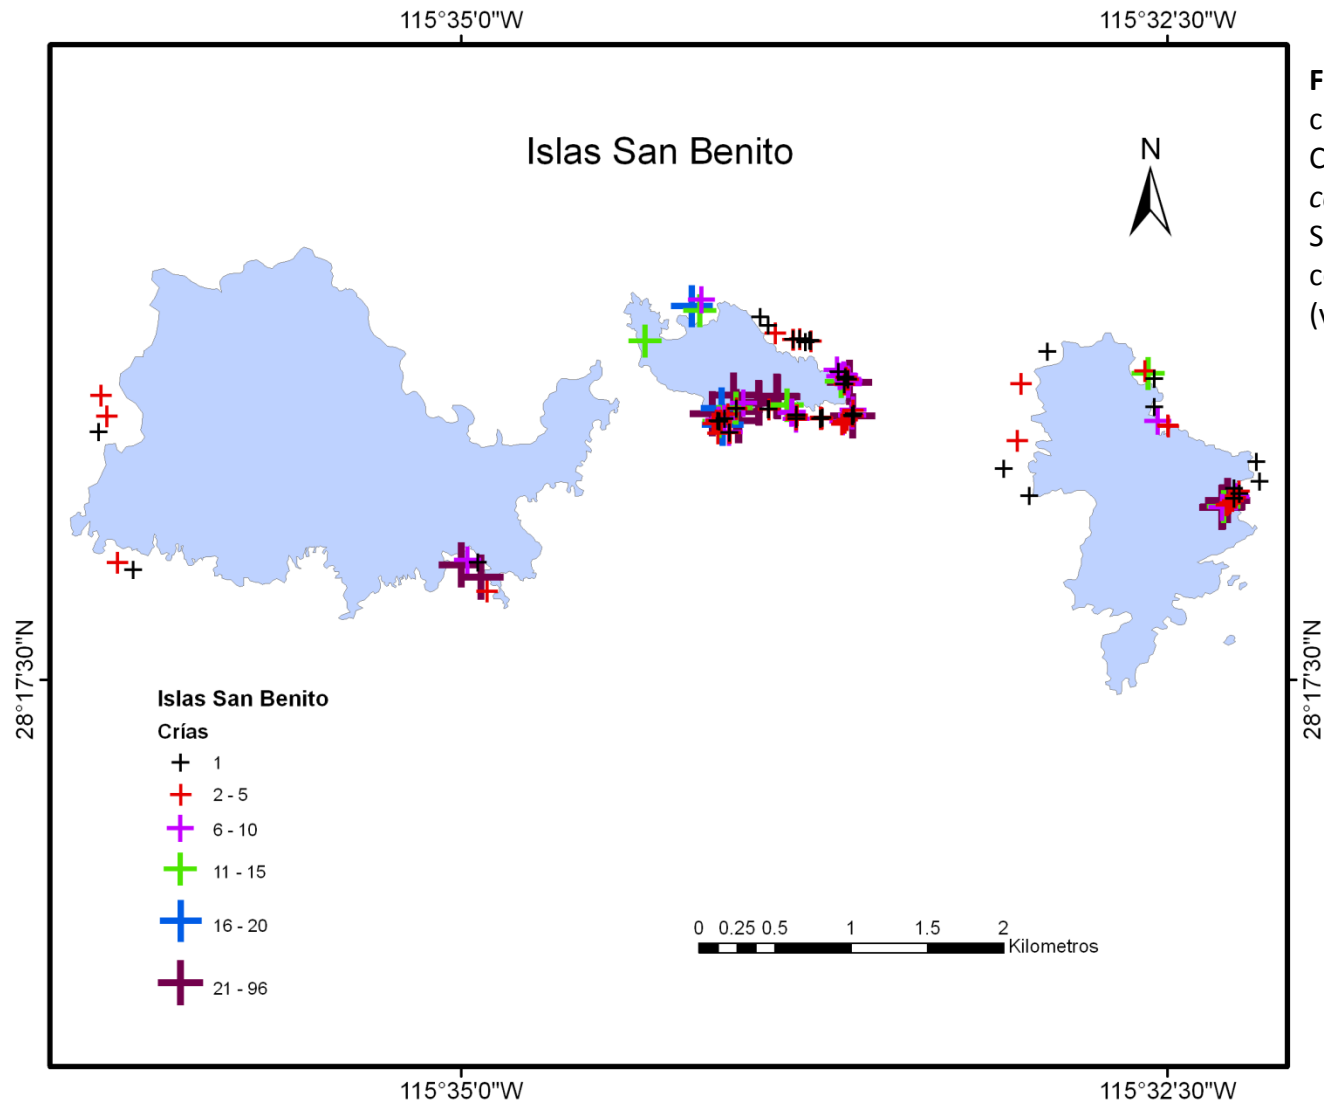 115°35'0"W
115°32'30"W
Islas San Benito
N
28°17'30"N
28°17'30"N
Islas San Benito
Crías
1
2 - 5
6 - 10
11 - 15
16 - 20
21 - 96
0 0.25 0.5 1 1.5 2
Kilometros
115°35'0"W
115°32'30"W